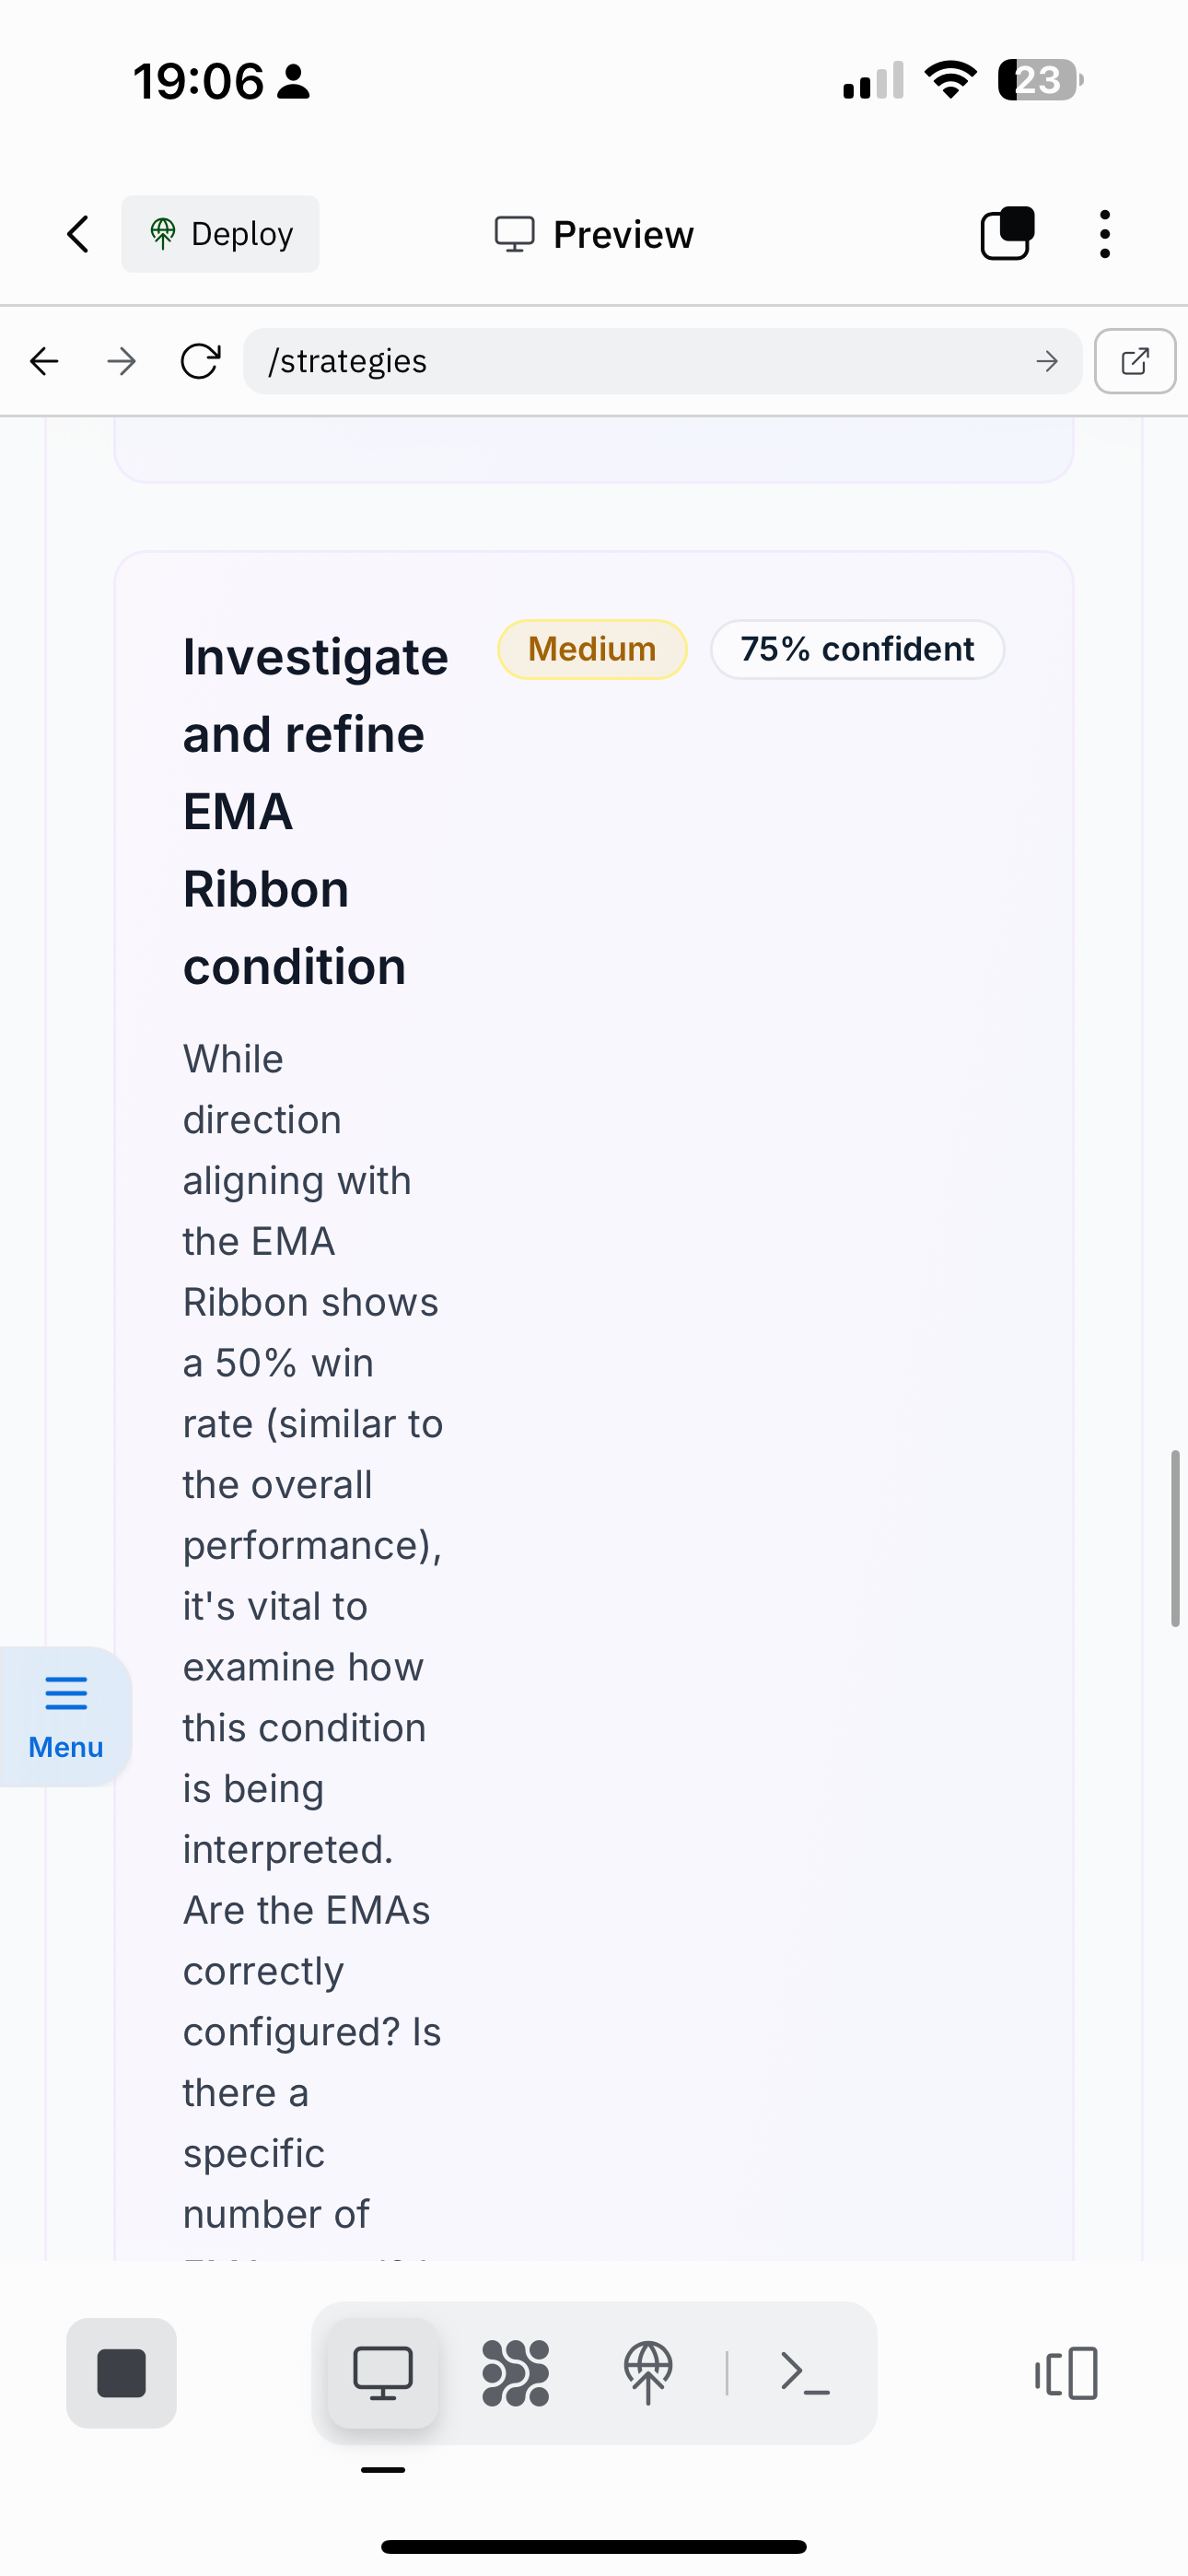 19:06
23
Deploy
Preview
/strategies
Investigate
and refine
EMA
Ribbon
condition
Medium
75% confident
While
direction
aligning with
the EMA
Ribbon shows
a 50% win
rate (similar to
the overall
performance),
it's vital to
examine how
this condition
is being
interpreted.
Are the EMAs
correctly
configured? Is
there a
specific
number of
Menu